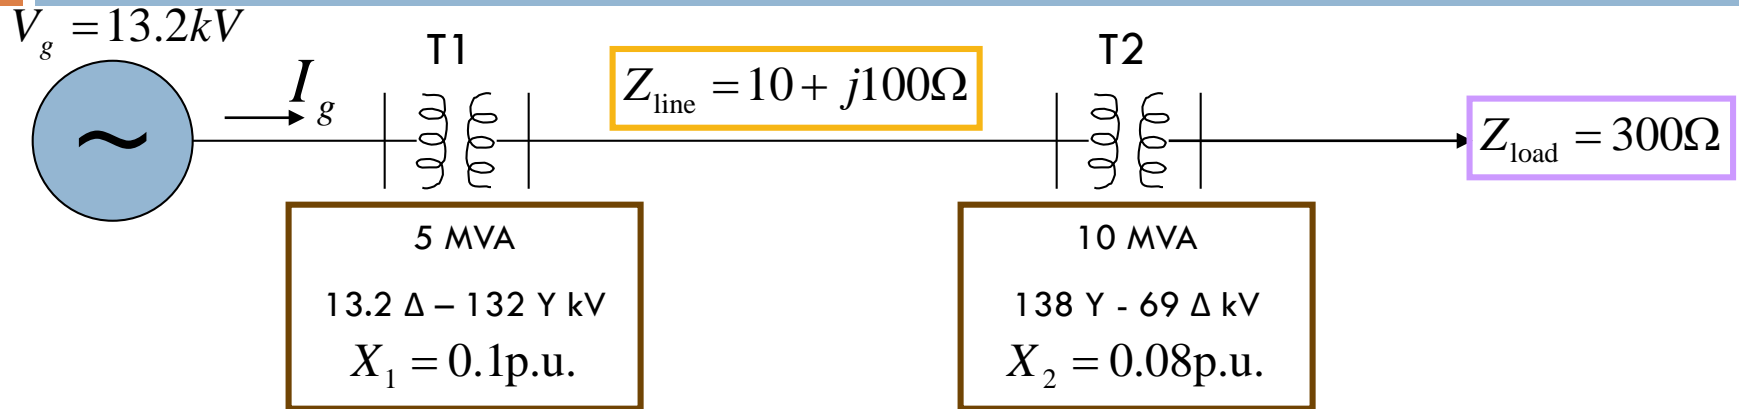 V_g = 13.2kV
I_g
T1
Z_line = 10 + j100Ω
T2
Z_load = 300Ω
~
5 MVA
13.2 Δ – 132 Y kV
X_1 = 0.1p.u.
10 MVA
138 Y - 69 Δ kV
X_2 = 0.08p.u.